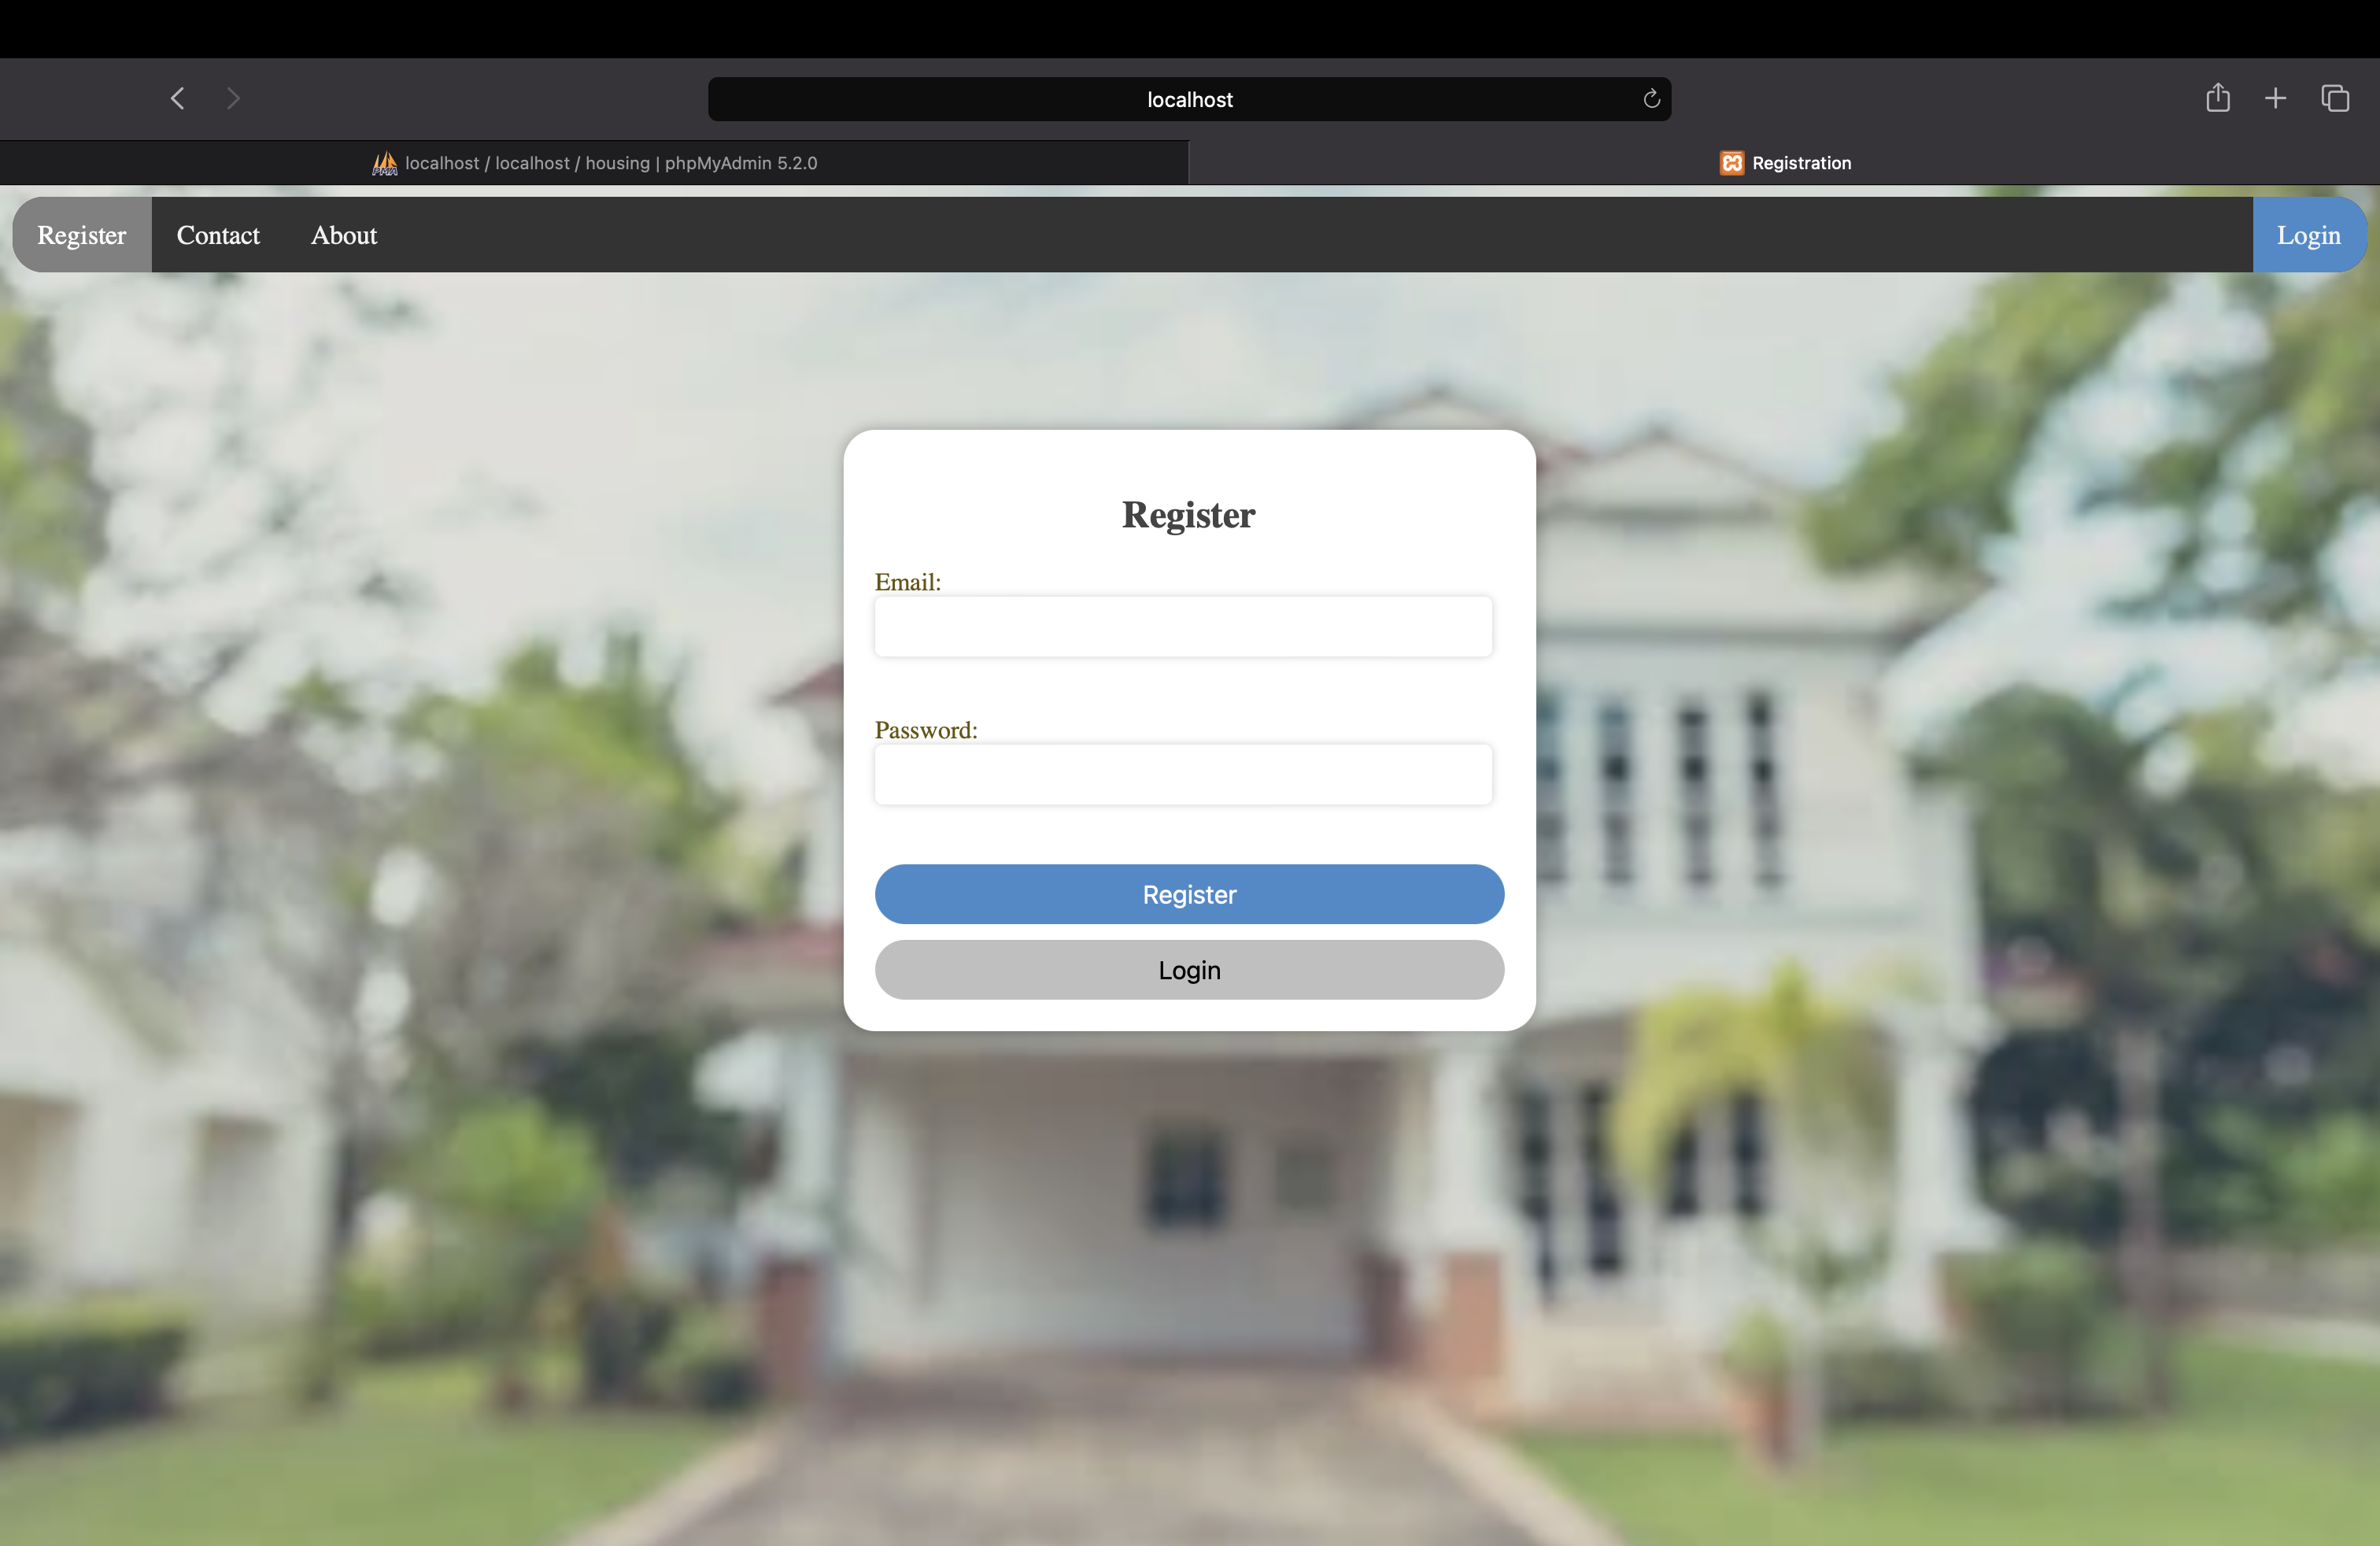 localhost
localhost / localhost / housing | phpMyAdmin 5.2.0
Registration
Register Contact About Login
Register
Email:
Password:
Register
Login